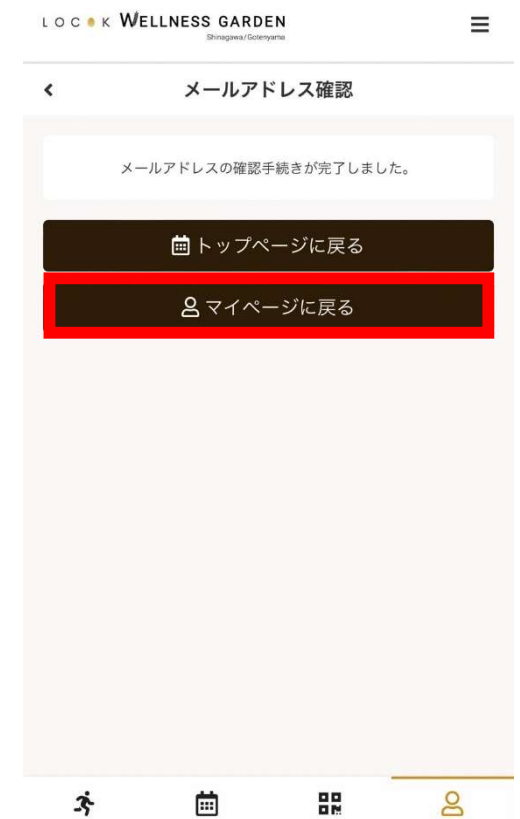 LOCOK WELLNESS GARDEN
Shinagawa/Gotenyama
メールアドレス確認
メールアドレスの確認手続きが完了しました。
トップページに戻る
マイページに戻る